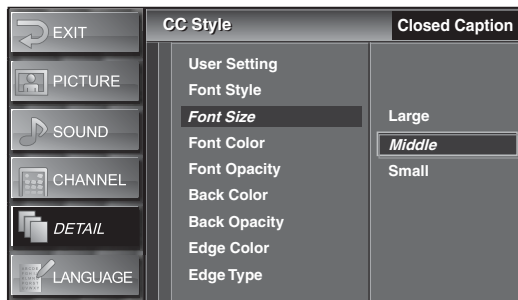 EXIT
PICTURE
SOUND
CHANNEL
DETAIL
LANGUAGE
CC Style
Closed Caption
User Setting
Font Style
Font Size
Font Color
Font Opacity
Back Color
Back Opacity
Edge Color
Edge Type
Large
Middle
Small